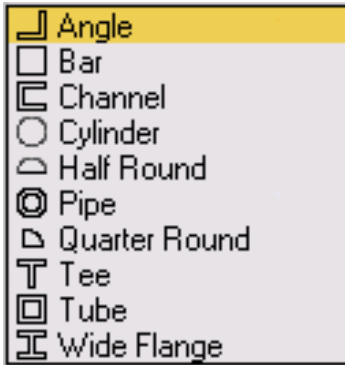 Angle
Bar
Channel
Cylinder
Half Round
Pipe
Quarter Round
Tee
Tube
Wide Flange